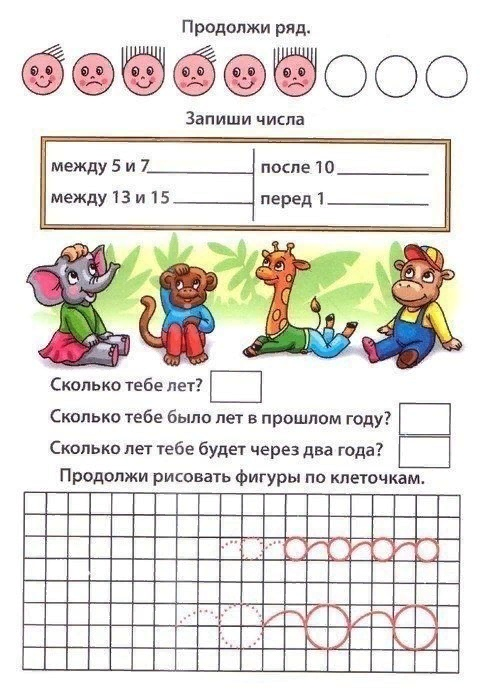 Продолжи ряд.
Запиши числа
между 5 и 7 после 10
между 13 и 15 перед 1
Сколько тебе лет?
Сколько тебе было лет в прошлом году?
Сколько лет тебе будет через два года?
Продолжи рисовать фигуры по клеточкам.